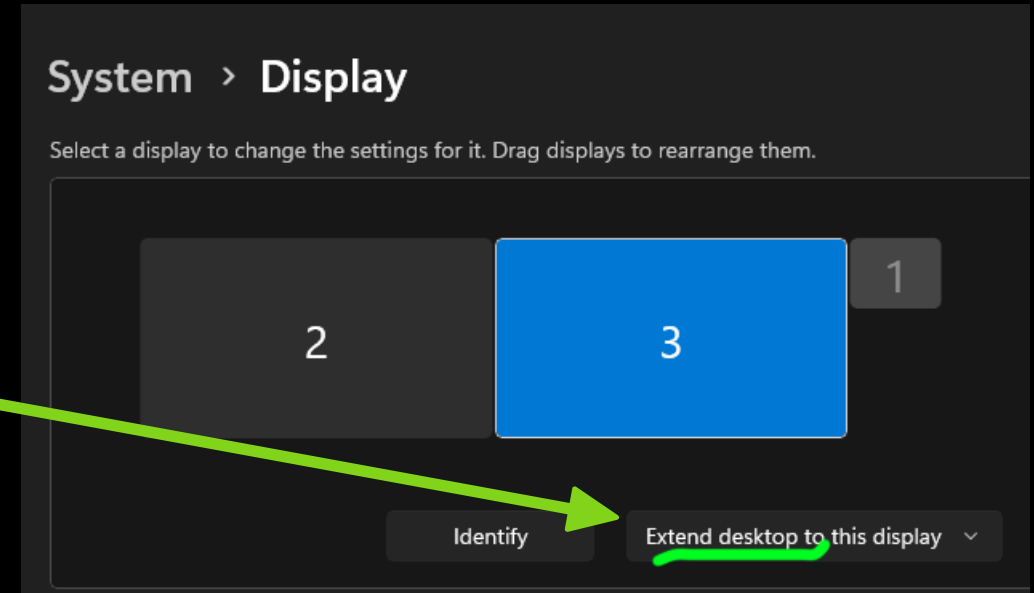 System > Display
Select a display to change the settings for it. Drag displays to rearrange them.
1
2
3
Identify
Extend desktop to this display